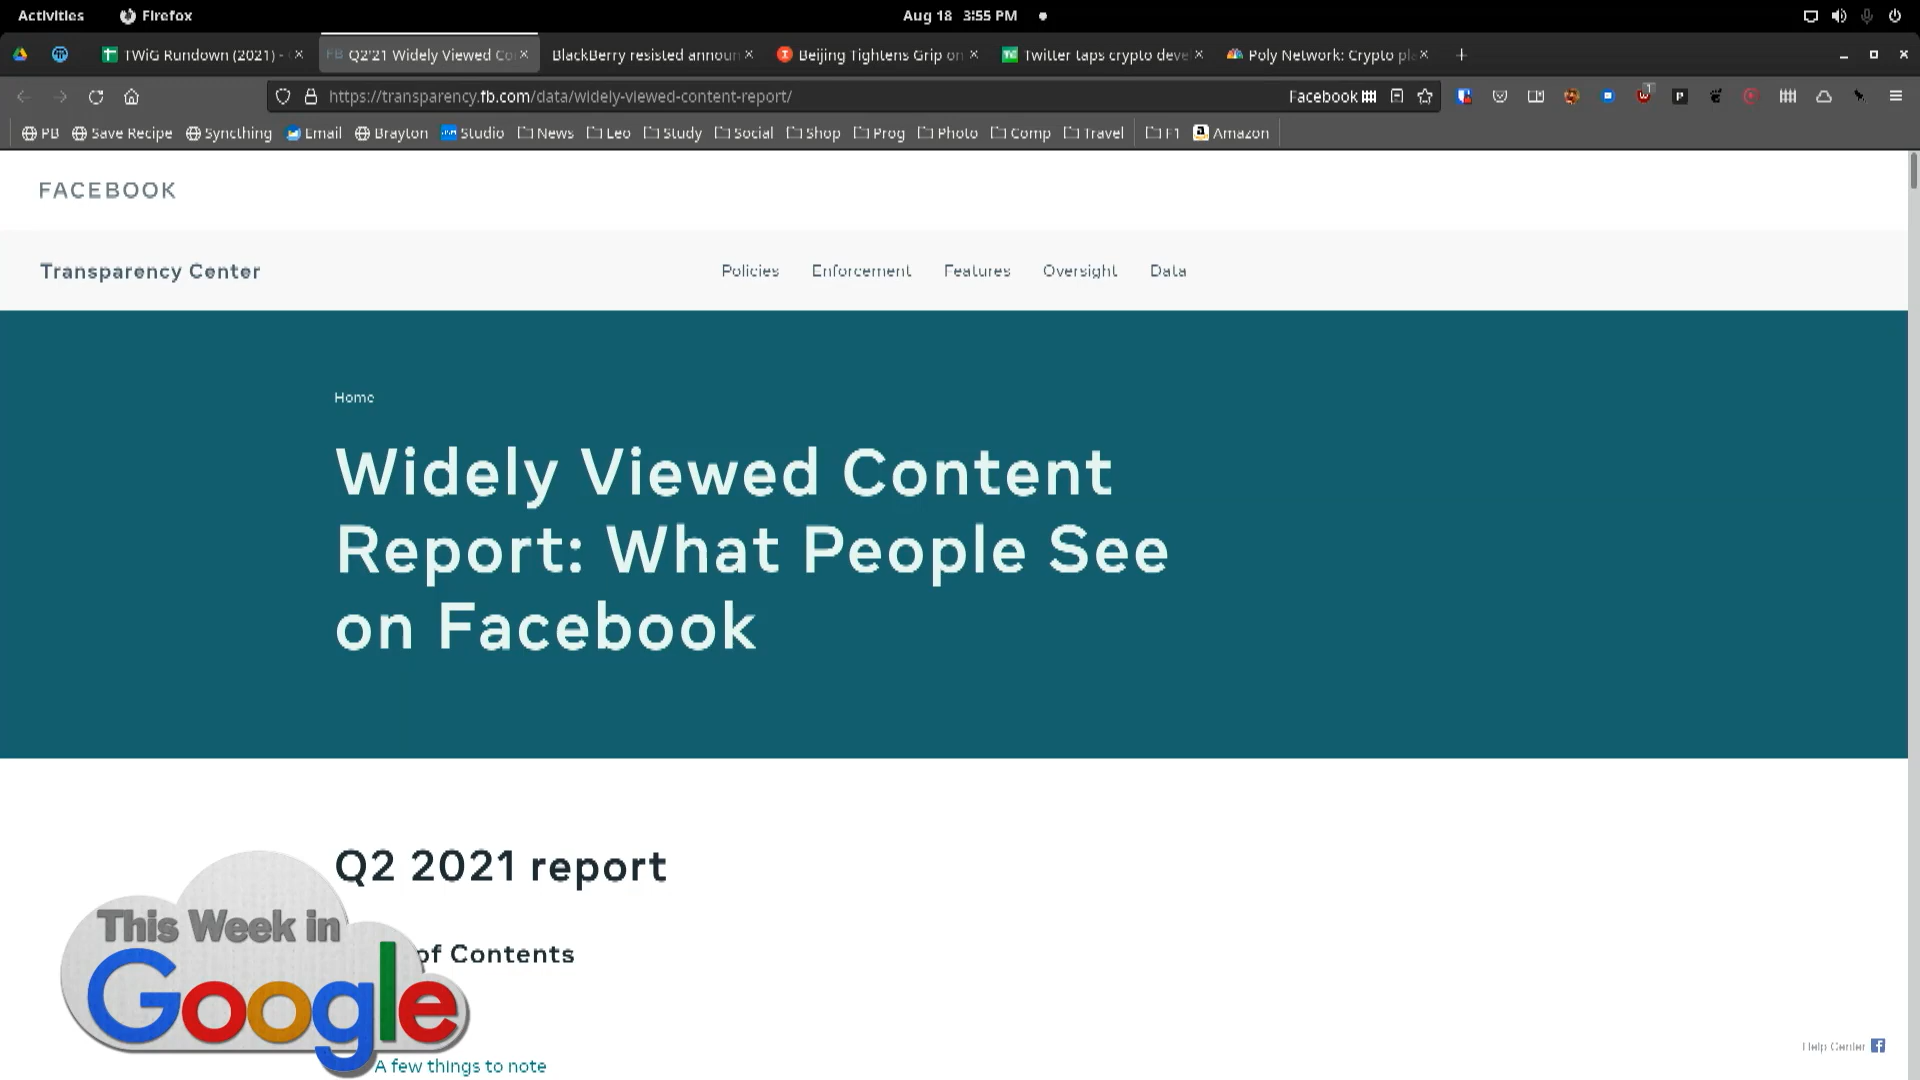 Activities Firefox Aug 18 3:55 PM
TWiG Rundown (2021) - Q2'21 Widely Viewed Co BlackBerry resisted announ Beijing Tightens Grip on Twitter taps crypto deve Poly Network: Crypto pla
https://transparency.fb.com/data/widely-viewed-content-report/ Facebook
PB Save Recipe Syncthing Email Brayton Studio News Leo Study Social Shop Prog Photo Comp Travel F1 Amazon
FACEBOOK
Transparency Center Policies Enforcement Features Oversight Data
Home
Widely Viewed Content
Report: What People See
on Facebook
Q2 2021 report
of Contents
A few things to note
This Week in
Google
Help Center